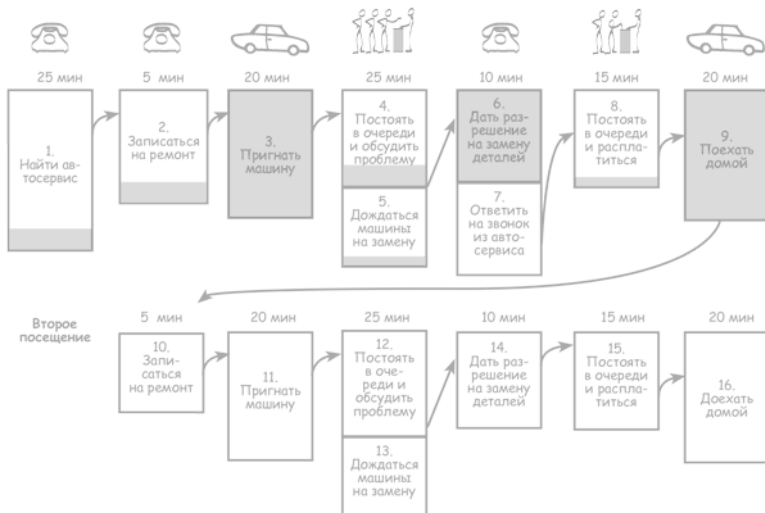 25 мин
5 мин
20 мин
25 мин
10 мин
15 мин
20 мин
1.
Найти ав-
тосервис
2.
Записаться
на ремонт
3.
Пригнать
машину
4.
Постоять
в очереди
и обсудить
проблему
5.
Дождаться
машины
на замену
6.
Дать раз-
решение
на замену
деталей
7.
Ответить
на звонок
из авто-
сервиса
8.
Постоять
в очереди
и распла-
титься
9.
Поехать
домой
Второе
посещение
5 мин
20 мин
25 мин
10 мин
15 мин
20 мин
10.
Запи-
саться
на ремонт
11.
Пригнать
машину
12.
Постоять
в оче-
реди и
обсудить
проблему
13.
Дождаться
машины
на замену
14.
Дать раз-
решение
на замену
деталей
15.
Постоять
в очереди
и распла-
титься
16.
Доехать
домой